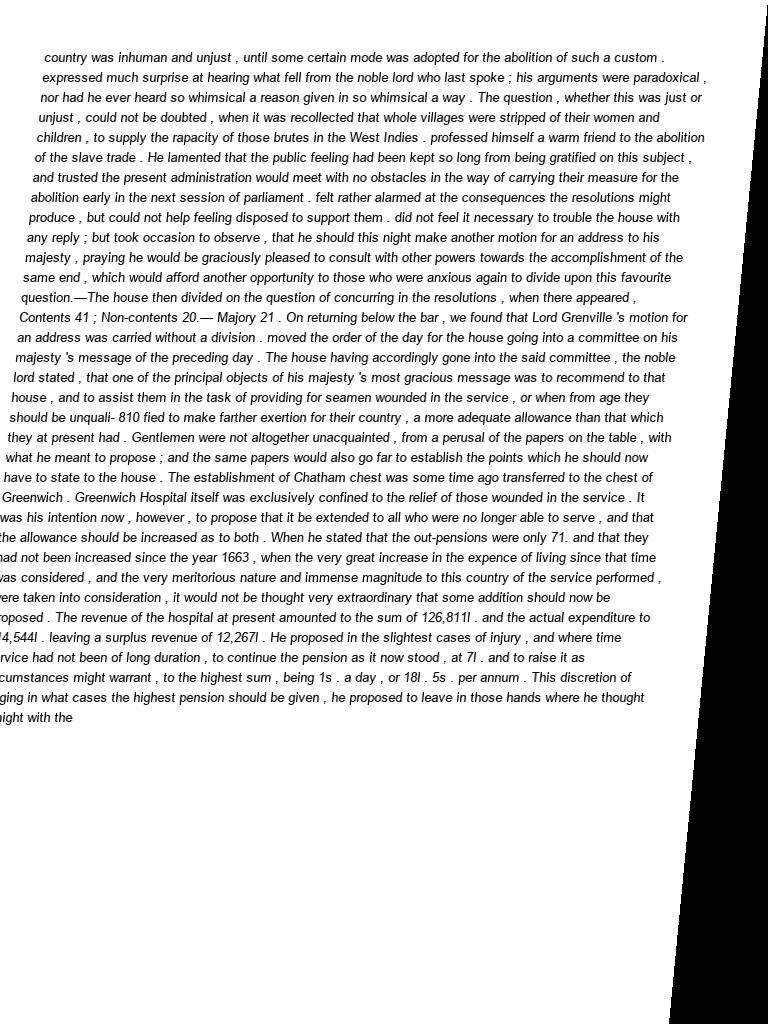 country was inhuman and unjust , until some certain mode was adopted for the abolition of such a custom .
expressed much surprise at hearing what fell from the noble lord who last spoke ; his arguments were paradoxical ,
nor had he ever heard so whimsical a reason given in so whimsical a way . The question , whether this was just or
unjust , could not be doubted , when it was recollected that whole villages were stripped of their women and
children , to supply the rapacity of those brutes in the West Indies . professed himself a warm friend to the abolition
of the slave trade . He lamented that the public feeling had been kept so long from being gratified on this subject ,
and trusted the present administration would meet with no obstacles in the way of carrying their measure for the
abolition early in the next session of parliament . felt rather alarmed at the consequences the resolutions might
produce , but could not help feeling disposed to support them . did not feel it necessary to trouble the house with
any reply ; but took occasion to observe , that he should this night make another motion for an address to his
majesty , praying he would be graciously pleased to consult with other powers towards the accomplishment of the
same end , which would afford another opportunity to those who were anxious again to divide upon this favourite
question.—The house then divided on the question of concurring in the resolutions , when there appeared ,
Contents 41 ; Non-contents 20.— Majory 21 . On returning below the bar , we found that Lord Grenville 's motion for
an address was carried without a division . moved the order of the day for the house going into a committee on his
majesty 's message of the preceding day . The house having accordingly gone into the said committee , the noble
lord stated , that one of the principal objects of his majesty 's most gracious message was to recommend to that
house , and to assist them in the task of providing for seamen wounded in the service , or when from age they
should be unquali- 810 fied to make farther exertion for their country , a more adequate allowance than that which
they at present had . Gentlemen were not altogether unacquainted , from a perusal of the papers on the table , with
what he meant to propose ; and the same papers would also go far to establish the points which he should now
have to state to the house . The establishment of Chatham chest was some time ago transferred to the chest of
Greenwich . Greenwich Hospital itself was exclusively confined to the relief of those wounded in the service . It
was his intention now , however , to propose that it be extended to all who were no longer able to serve , and that
the allowance should be increased as to both . When he stated that the out-pensions were only 71. and that they
had not been increased since the year 1663 , when the very great increase in the expence of living since that time
was considered , and the very meritorious nature and immense magnitude to this country of the service performed ,
were taken into consideration , it would not be thought very extraordinary that some addition should now be
roposed . The revenue of the hospital at present amounted to the sum of 126,811l . and the actual expenditure to
4,544l . leaving a surplus revenue of 12,267l . He proposed in the slightest cases of injury , and where time
rvice had not been of long duration , to continue the pension as it now stood , at 7l . and to raise it as
cumstances might warrant , to the highest sum , being 1s . a day , or 18l . 5s . per annum . This discretion of
ging in what cases the highest pension should be given , he proposed to leave in those hands where he thought
might with the